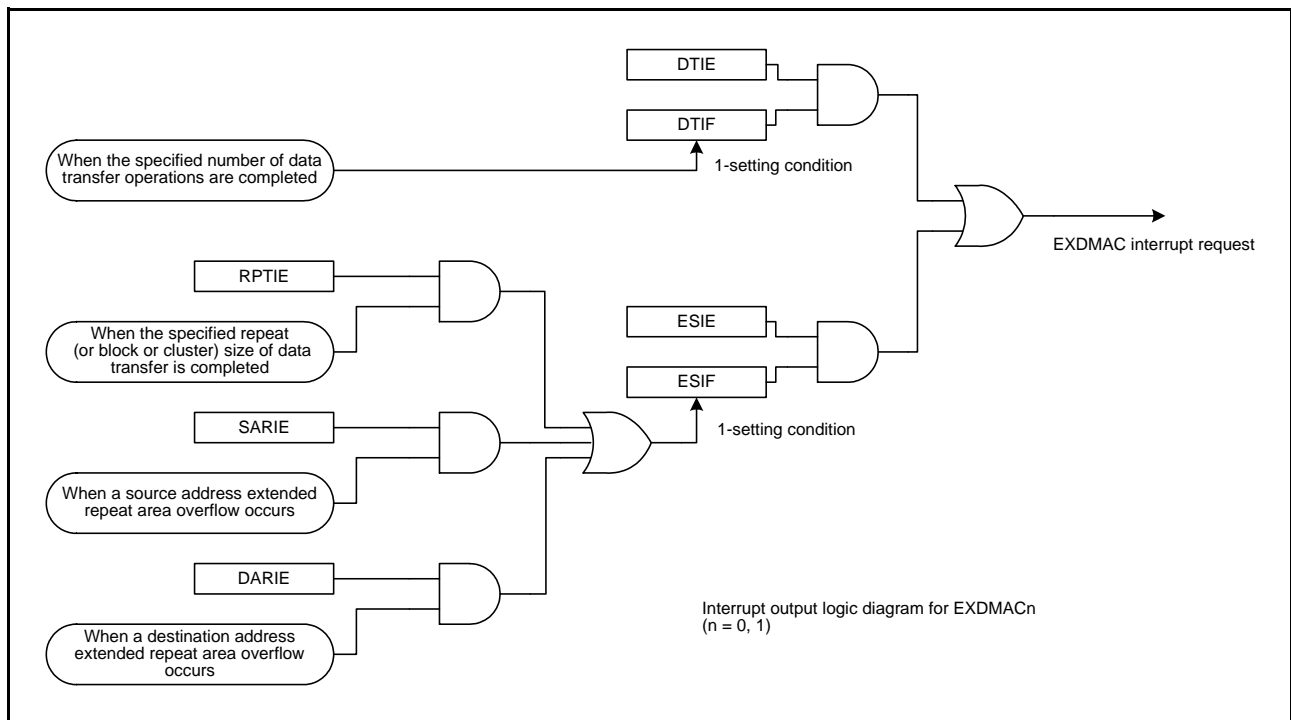 DTIE
DTIF
When the specified number of data
transfer operations are completed
1-setting condition
EXDMAC interrupt request
RPTIE
When the specified repeat
(or block or cluster) size of data
transfer is completed
ESIE
ESIF
1-setting condition
SARIE
When a source address extended
repeat area overflow occurs
DARIE
When a destination address
extended repeat area overflow
occurs
Interrupt output logic diagram for EXDMACn
(n = 0, 1)